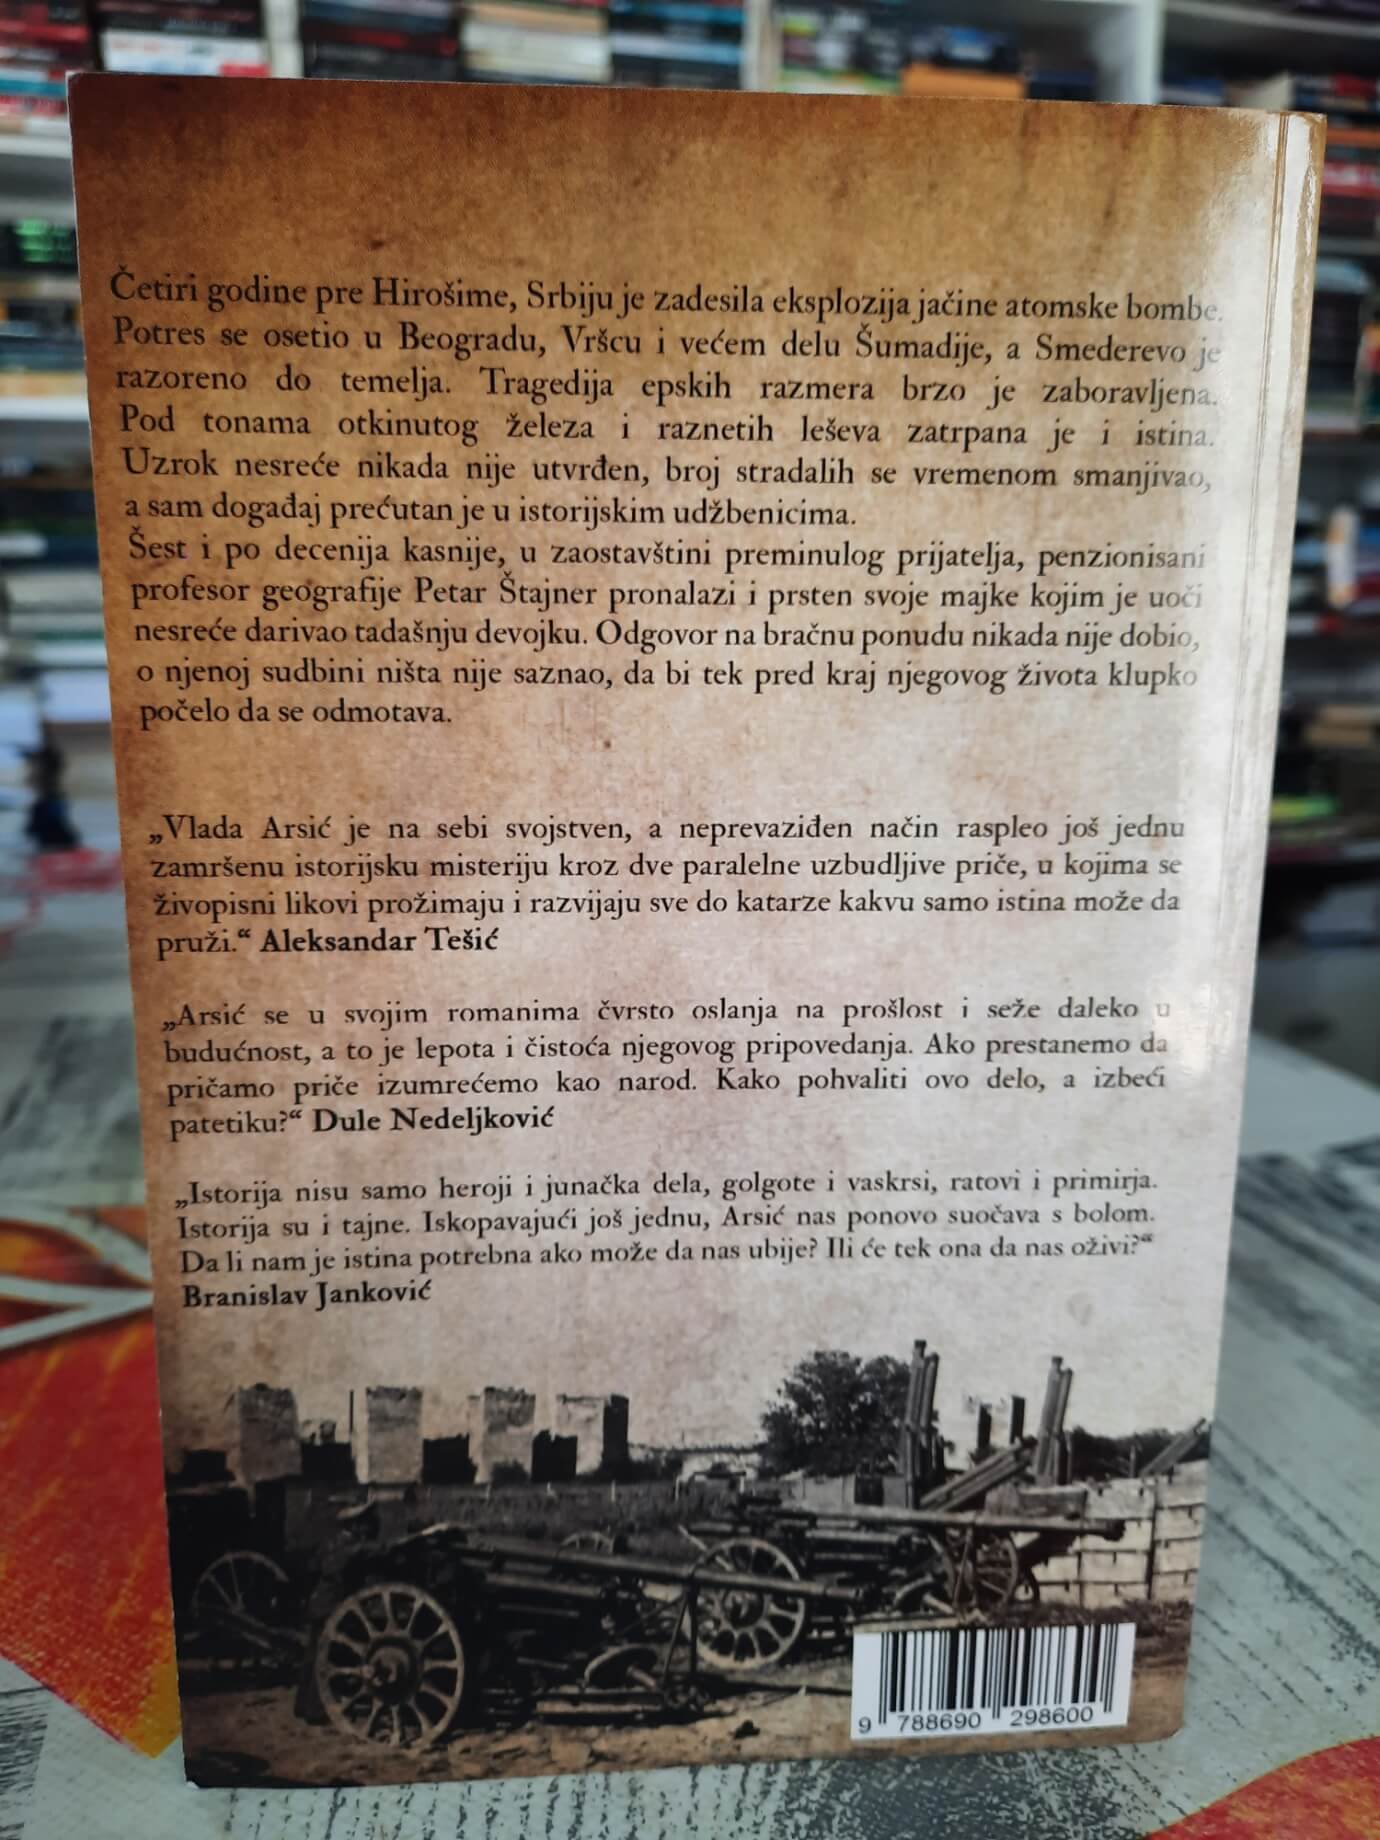 Četiri godine pre Hirošime, Srbiju je zadesila eksplozija jačine atomske bombe.
Potres se osetio u Beogradu, Vršcu i većem delu Šumadije, a Smederevo je
razoreno do temelja. Tragedija epskih razmera brzo je zaboravljena.
Pod tonama otkinutog železa i raznetih leševa zatrpana je i istina.
Uzrok nesreće nikada nije utvrđen, broj stradalih se vremenom smanjivao,
a sam događaj prećutan je u istorijskim udžbenicima.
Šest i po decenija kasnije, u zaostavštini preminulog prijatelja, penzionisani
profesor geografije Petar Štajner pronalazi i prsten svoje majke kojim je uoči
nesreće darivao tadašnju devojku. Odgovor na bračnu ponudu nikada nije dobio,
o njenoj sudbini ništa nije saznao, da bi tek pred kraj njegovog života klupko
počelo da se odmotava.
„Vlada Arsić je na sebi svojstven, a neprevaziđen način raspleo još jednu
zamršenu istorijsku misteriju kroz dve paralelne uzbudljive priče, u kojima se
živopisni likovi prožimaju i razvijaju sve do katarze kakvu samo istina može da
pruži.“ Aleksandar Tešić
„Arsić se u svojim romanima čvrsto oslanja na prošlost i seže daleko u
budućnost, a to je lepota i čistoća njegovog pripovedanja. Ako prestanemo da
pričamo priče izumrećemo kao narod. Kako pohvaliti ovo delo, a izbeći
patetiku?“ Dule Nedeljković
„Istorija nisu samo heroji i junačka dela, golgote i vaskrsi, ratovi i primirja.
Istorija su i tajne. Iskopavajući još jednu, Arsić nas ponovo suočava s bolom.
Da li nam je istina potrebna ako može da nas ubije? Ili će tek ona da nas oživi?“
Branislav Janković
9 788690 298600